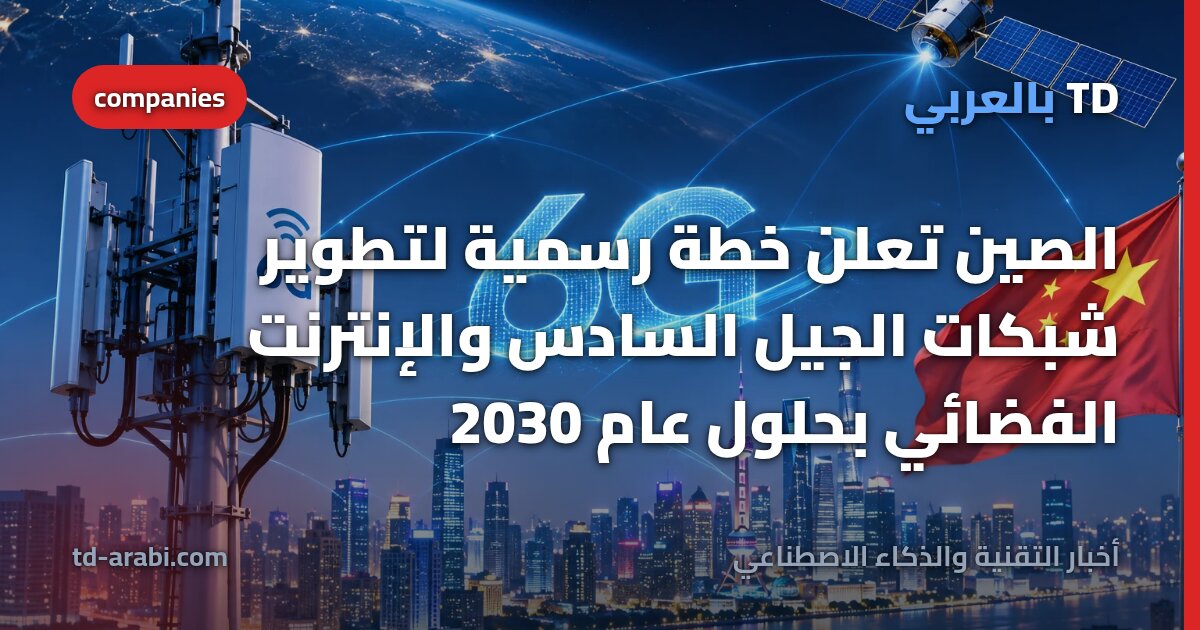 companies
TD بالعربي
6G
الصين تعلن خطة رسمية لتطوير
شبكات الجيل السادس والإنترنت
الفضائي بحلول عام 2030
td-arabi.com
أخبار التقنية والذكاء الاصطناعي